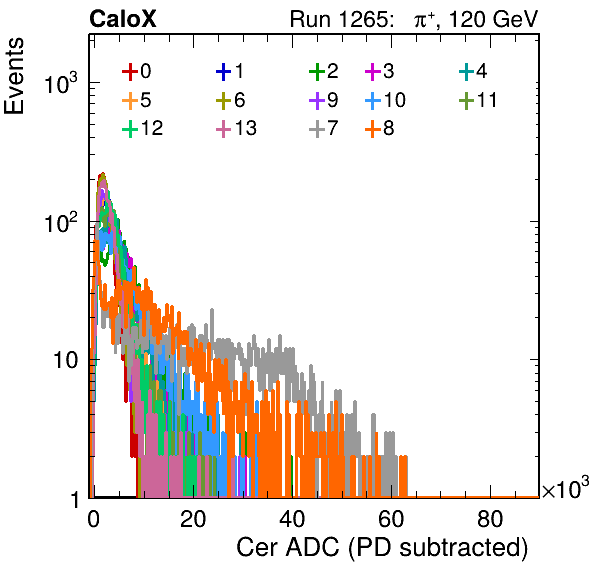 CaloX Run 1265: π⁺, 120 GeV
Events
10³
10²
10
1
0 1 2 3 4
5 6 9 10 11
12 13 7 8
0 20 40 60 80 ×10³
Cer ADC (PD subtracted)